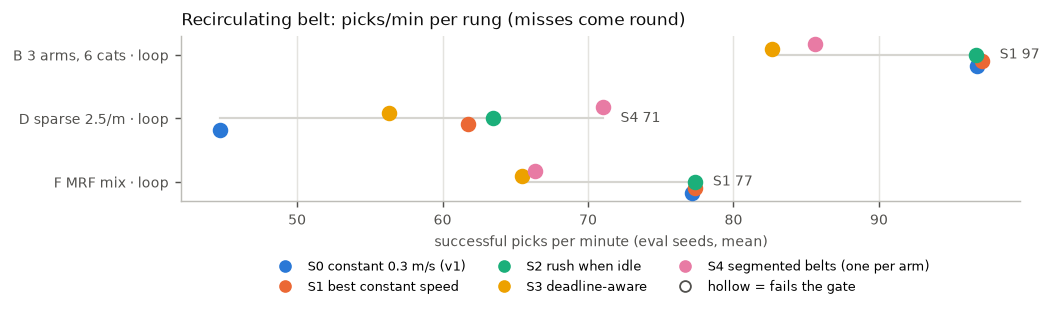 Recirculating belt: picks/min per rung (misses come round)
B 3 arms, 6 cats · loop
S1 97
D sparse 2.5/m · loop
S4 71
F MRF mix · loop
S1 77
50 60 70 80 90
successful picks per minute (eval seeds, mean)
S0 constant 0.3 m/s (v1) S2 rush when idle S4 segmented belts (one per arm)
S1 best constant speed S3 deadline-aware hollow = fails the gate